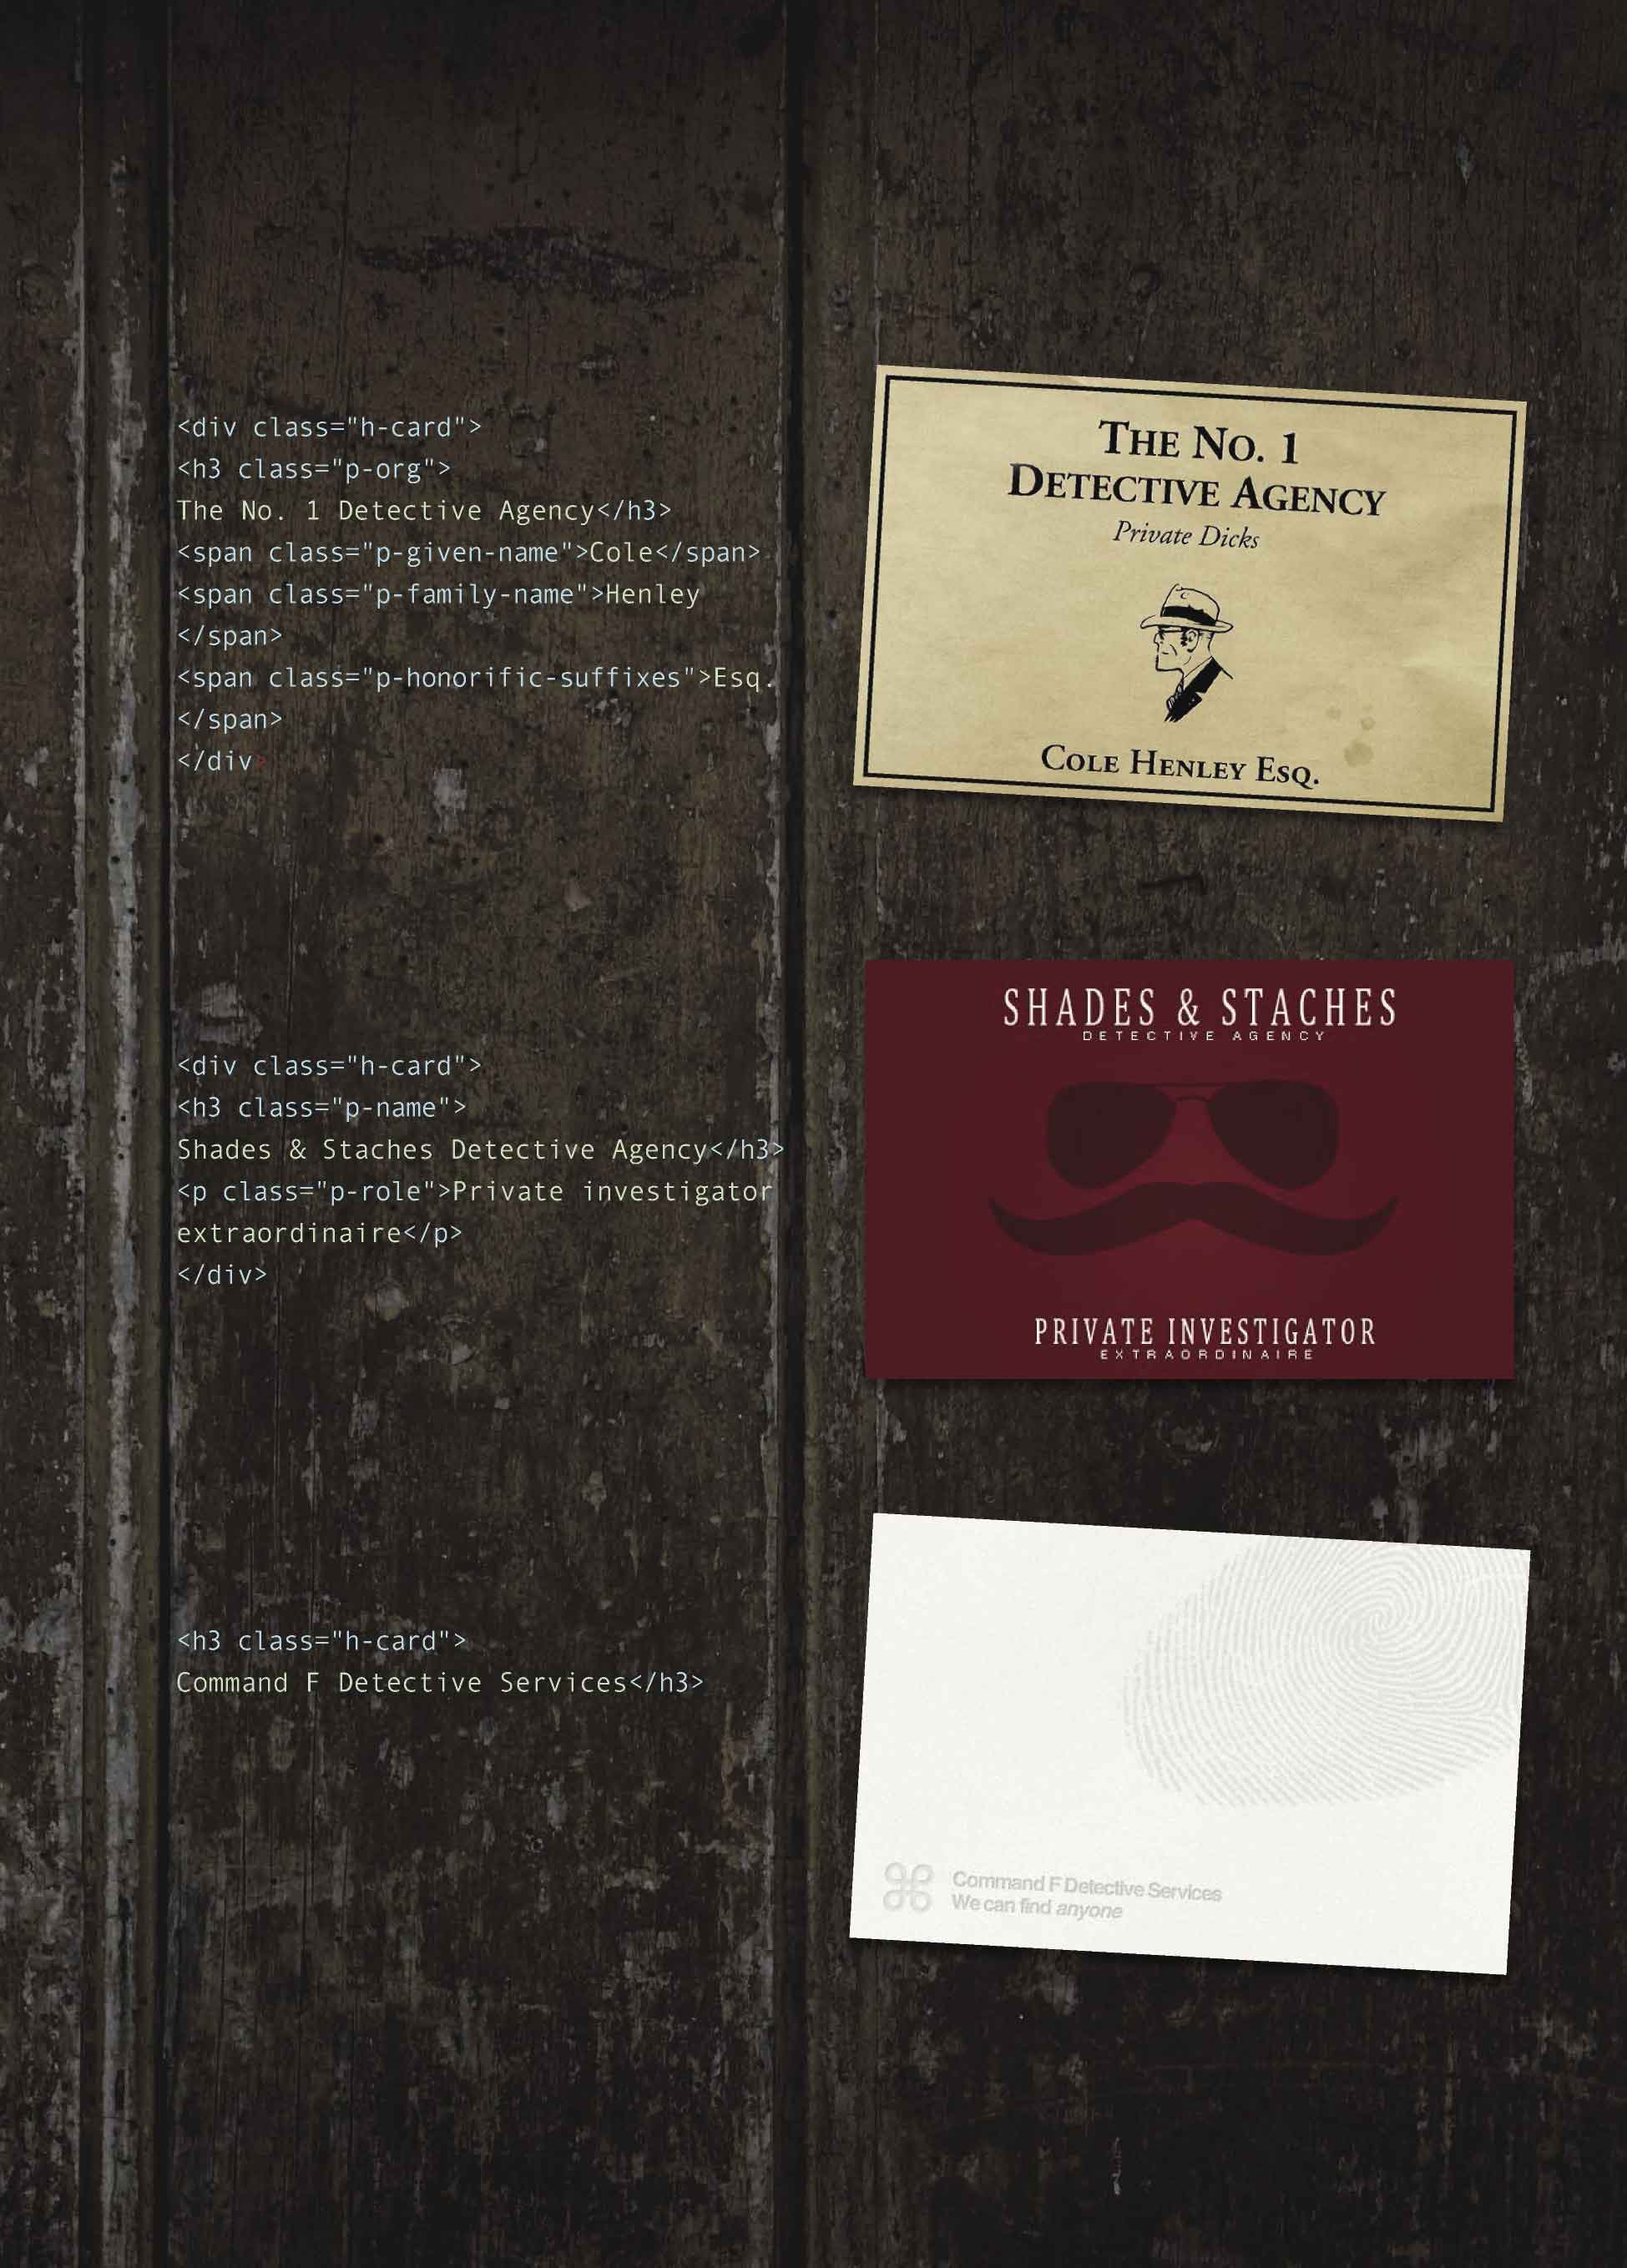 <div class="h-card">
<h3 class="p-org">
The No. 1 Detective Agency</h3>
<span class="p-given-name">Cole</span>
<span class="p-family-name">Henley
</span>
<span class="p-honorific-suffixes">Esq.
</span>
</div>
THE NO. 1
DETECTIVE AGENCY
Private Dicks
COLE HENLEY ESQ.
<div class="h-card">
<h3 class="p-name">
Shades & Staches Detective Agency</h3>
<p class="p-role">Private investigator
extraordinaire</p>
</div>
SHADES & STACHES
DETECTIVE AGENCY
PRIVATE INVESTIGATOR
EXTRAORDINAIRE
<h3 class="h-card">
Command F Detective Services</h3>
Command F Detective Services
We can find anyone